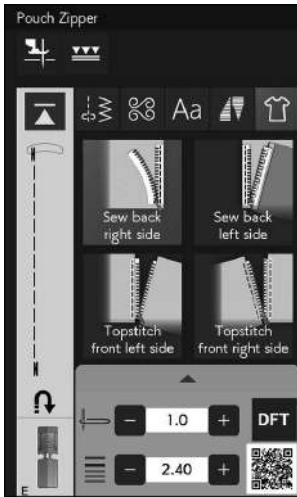 Pouch Zipper
Aa
Sew back
right side
Sew back
left side
Topstitch
front left side
Topstitch
front right side
1.0
DFT
2.40
E